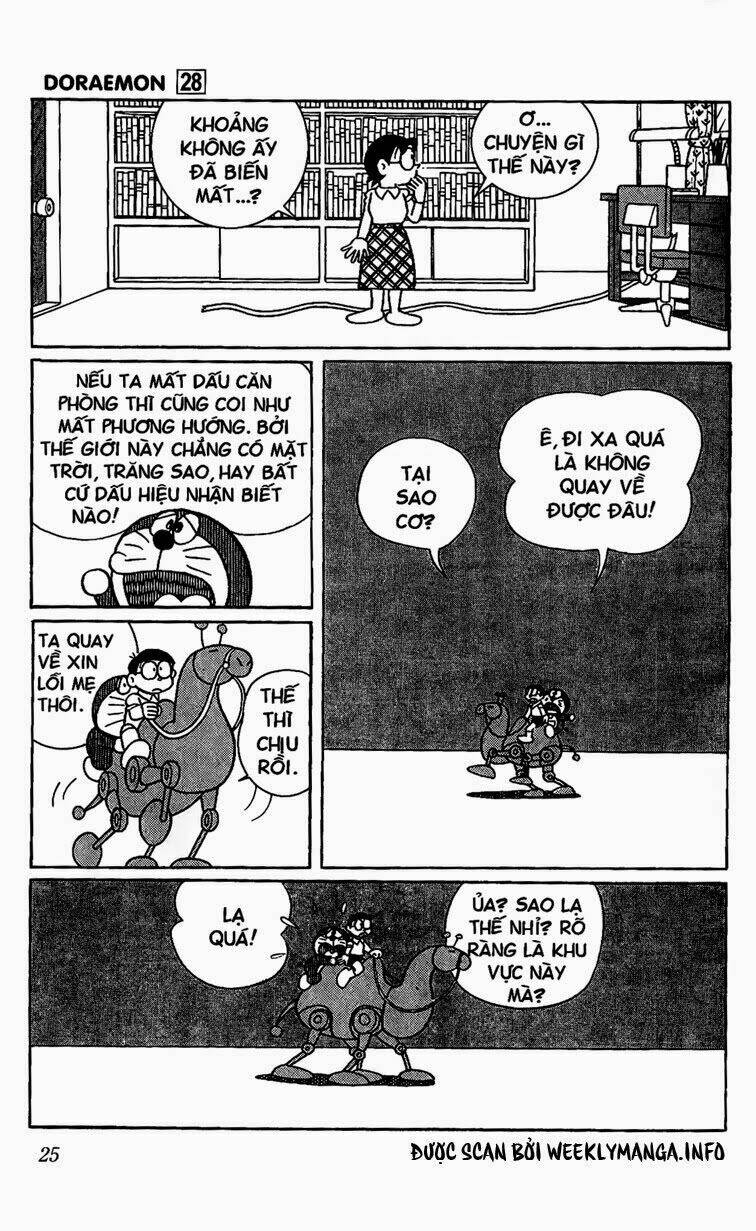 DORAEMON 28
Ơ...
CHUYỆN GÌ
THẾ NÀY?
KHOẢNG
KHÔNG ẤY
ĐÃ BIẾN
MẤT...?
Ê, ĐI XA QUÁ
LÀ KHÔNG
QUAY VỀ
ĐƯỢC ĐÂU!
TẠI
SAO
CƠ?
NẾU TA MẤT DẤU CĂN
PHÒNG THÌ CŨNG COI NHƯ
MẤT PHƯƠNG HƯỚNG. BỞI
THẾ GIỚI NÀY CHẲNG CÓ MẶT
TRỜI, TRĂNG SAO, HAY BẤT
CỨ DẤU HIỆU NHẬN BIẾT
NÀO!
THẾ
THÌ
CHỊU
RỒI.
TA QUAY
VỀ XIN
LỖI MẸ
THÔI.
ỦA? SAO LẠ
THẾ NHỈ? RÕ
RÀNG LÀ KHU
VỰC NÀY
MÀ?
LẠ
QUÁ!
25
ĐƯỢC SCAN BỞI WEEKLYMANGA.INFO